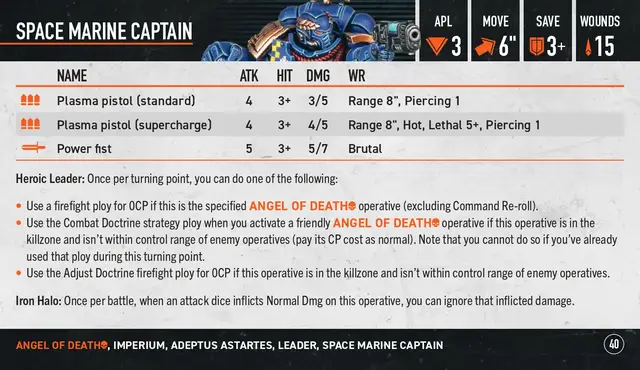 SPACE MARINE CAPTAIN
APL MOVE SAVE WOUNDS
3 6" 3+ 15
NAME ATK HIT DMG WR
Plasma pistol (standard) 4 3+ 3/5 Range 8", Piercing 1
Plasma pistol (supercharge) 4 3+ 4/5 Range 8", Hot, Lethal 5+, Piercing 1
Power fist 5 3+ 5/7 Brutal
Heroic Leader: Once per turning point, you can do one of the following:
• Use a firefight ploy for 0CP if this is the specified ANGEL OF DEATH operative (excluding Command Re-roll).
• Use the Combat Doctrine strategy ploy when you activate a friendly ANGEL OF DEATH operative if this operative is in the
killzone and isn't within control range of enemy operatives (pay its CP cost as normal). Note that you cannot do so if you've already
used that ploy during this turning point.
• Use the Adjust Doctrine firefight ploy for 0CP if this operative is in the killzone and isn't within control range of enemy operatives.
Iron Halo: Once per battle, when an attack dice inflicts Normal Dmg on this operative, you can ignore that inflicted damage.
ANGEL OF DEATH, IMPERIUM, ADEPTUS ASTARTES, LEADER, SPACE MARINE CAPTAIN 40